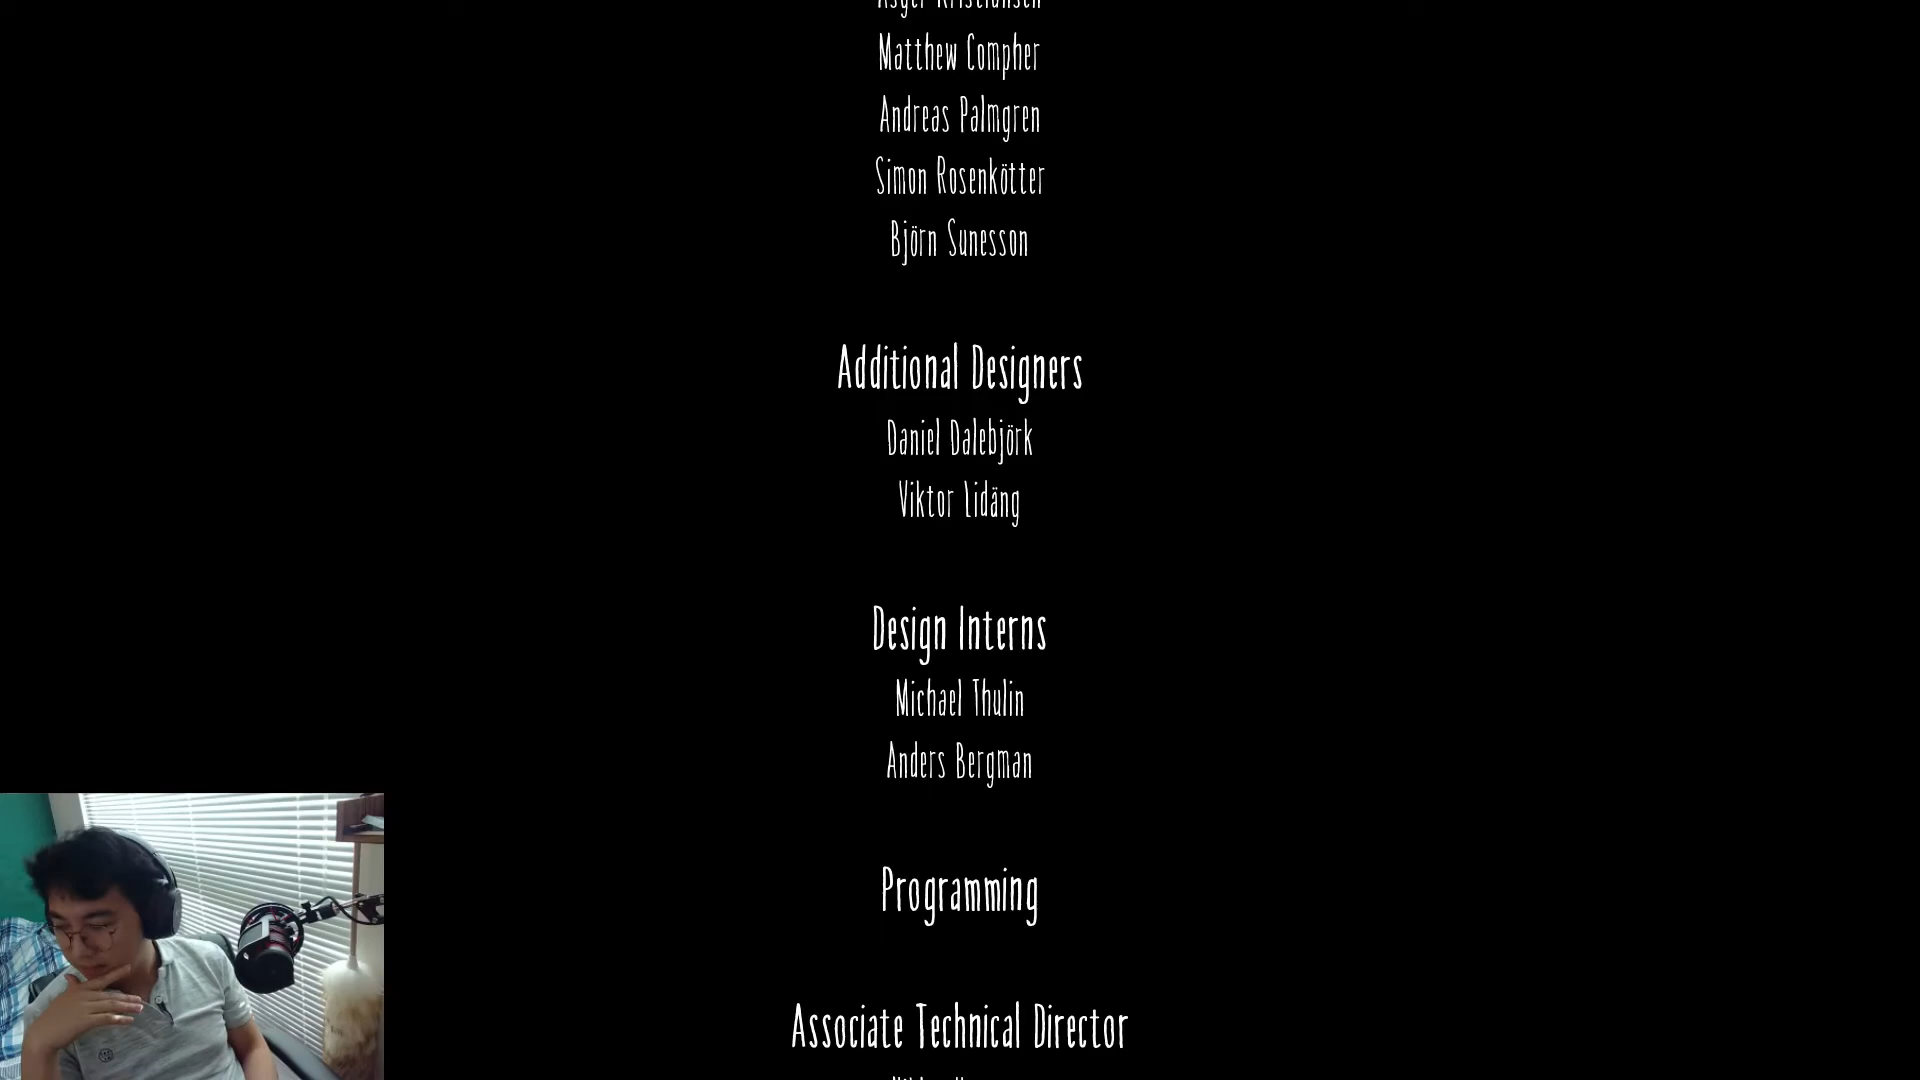 Matthew Compher
Andreas Palmgren
Simon Rosenkötter
Björn Sunesson
Additional Designers
Daniel Dalebjörk
Viktor Lidäng
Design Interns
Michael Thulin
Anders Bergman
Programming
Associate Technical Director